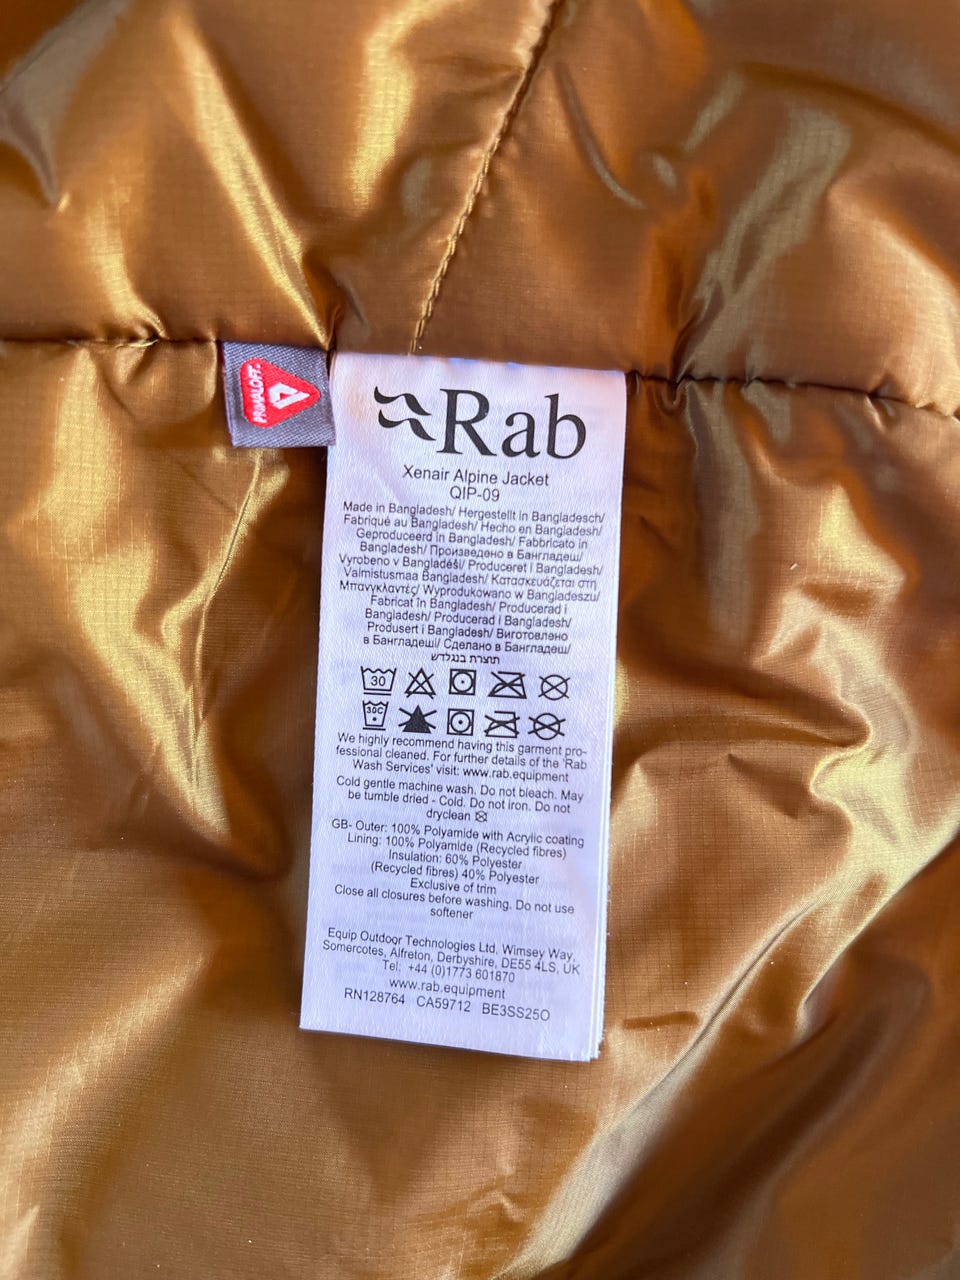 PRIMALOFT.
Rab
Xenair Alpine Jacket
QIP-09
Made in Bangladesh/ Hergestellt in Bangladesch/
Fabriqué au Bangladesh/ Hecho en Bangladesh/
Geproduceerd in Bangladesh/ Fabbricato in
Bangladesh/ Произведено в Бангладеш/
Vyrobeno v Bangladéši/ Produceret i Bangladesh/
Valmistusmaa Bangladesh/ Κατασκευάζεται στη
Μπανγκλαντές/ Wyprodukowano w Bangladeszu/
Fabricat în Bangladesh/ Producerad i
Bangladesh/ Producerad i Bangladesh/
Produsert i Bangladesh/ Виготовлено
в Бангладеші/ Сделано в Бангладеш/
תוצרת בנגלדש
30
30C
We highly recommend having this garment pro-
fessional cleaned. For further details of the 'Rab
Wash Services' visit: www.rab.equipment
Cold gentle machine wash. Do not bleach. May
be tumble dried - Cold. Do not iron. Do not
dryclean
GB- Outer: 100% Polyamide with Acrylic coating
Lining: 100% Polyamide (Recycled fibres)
Insulation: 60% Polyester
(Recycled fibres) 40% Polyester
Exclusive of trim
Close all closures before washing. Do not use
softener
Equip Outdoor Technologies Ltd, Wimsey Way,
Somercotes, Alfreton, Derbyshire, DE55 4LS, UK
Tel: +44 (0)1773 601870
www.rab.equipment
RN128764 CA59712 BE3SS25O